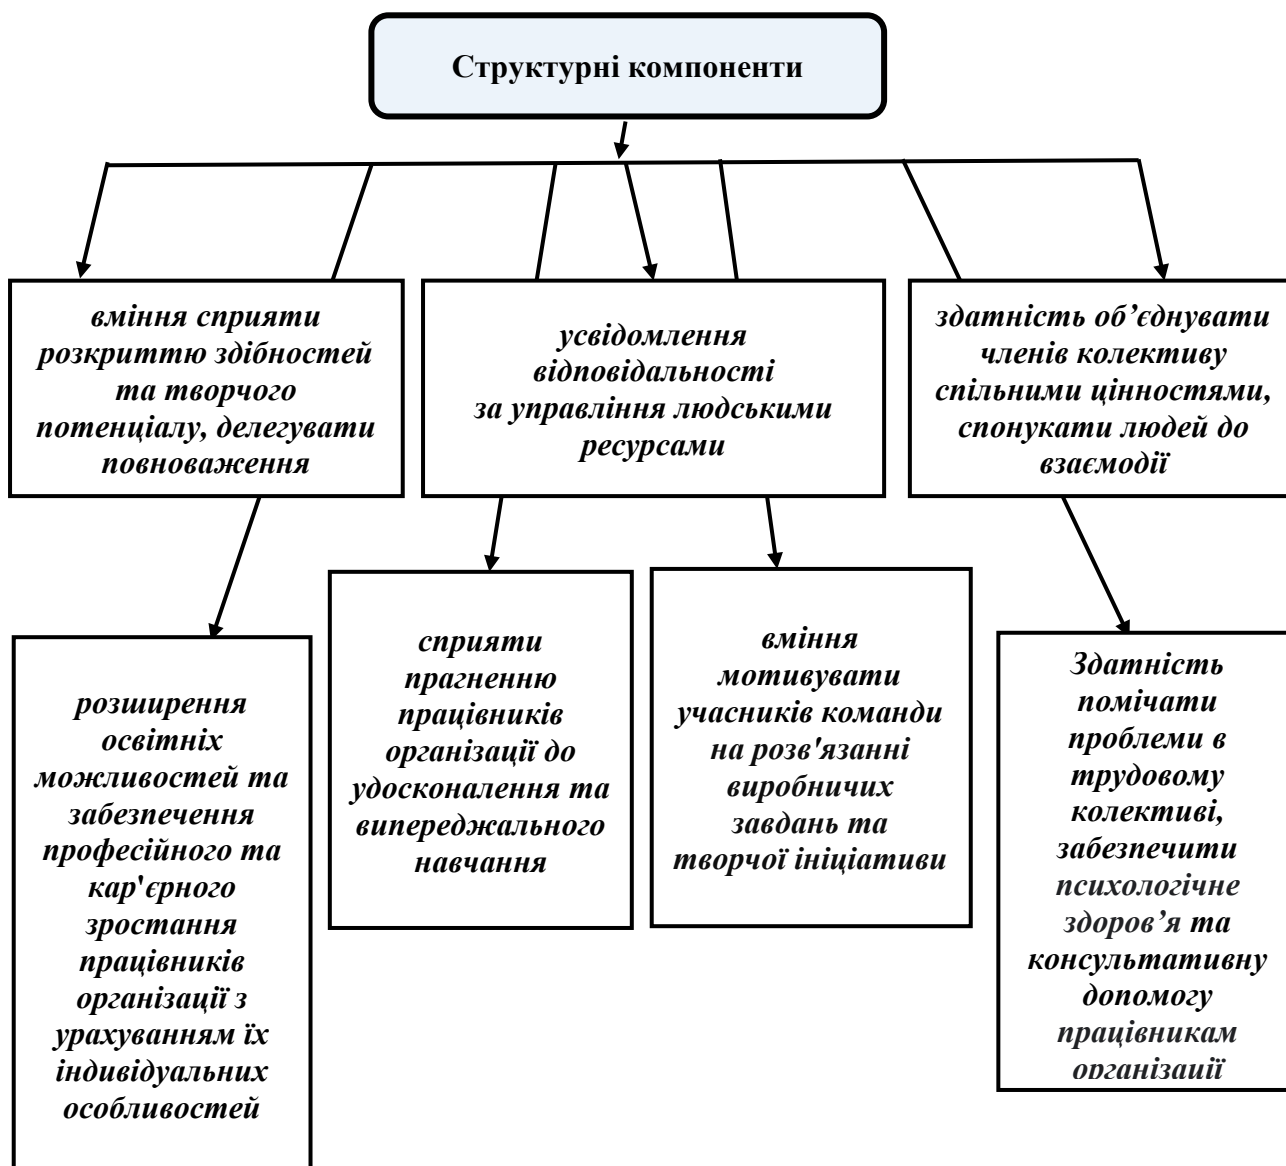 Структурні компоненти
вміння сприяти
розкриттю здібностей
та творчого
потенціалу, делегувати
повноваження
усвідомлення
відповідальності
за управління людськими
ресурсами
здатність об’єднувати
членів колективу
спільними цінностями,
спонукати людей до
взаємодії
розширення
освітніх
можливостей та
забезпечення
професійного та
кар'єрного
зростання
працівників
організації з
урахуванням їх
індивідуальних
особливостей
сприяти
прагненню
працівників
організації до
удосконалення та
випереджального
навчання
вміння
мотивувати
учасників команди
на розв'язанні
виробничих
завдань та
творчої ініціативи
Здатність
помічати
проблеми в
трудовому
колективі,
забезпечити
психологічне
здоров’я та
консультативну
допомогу
працівникам
організації